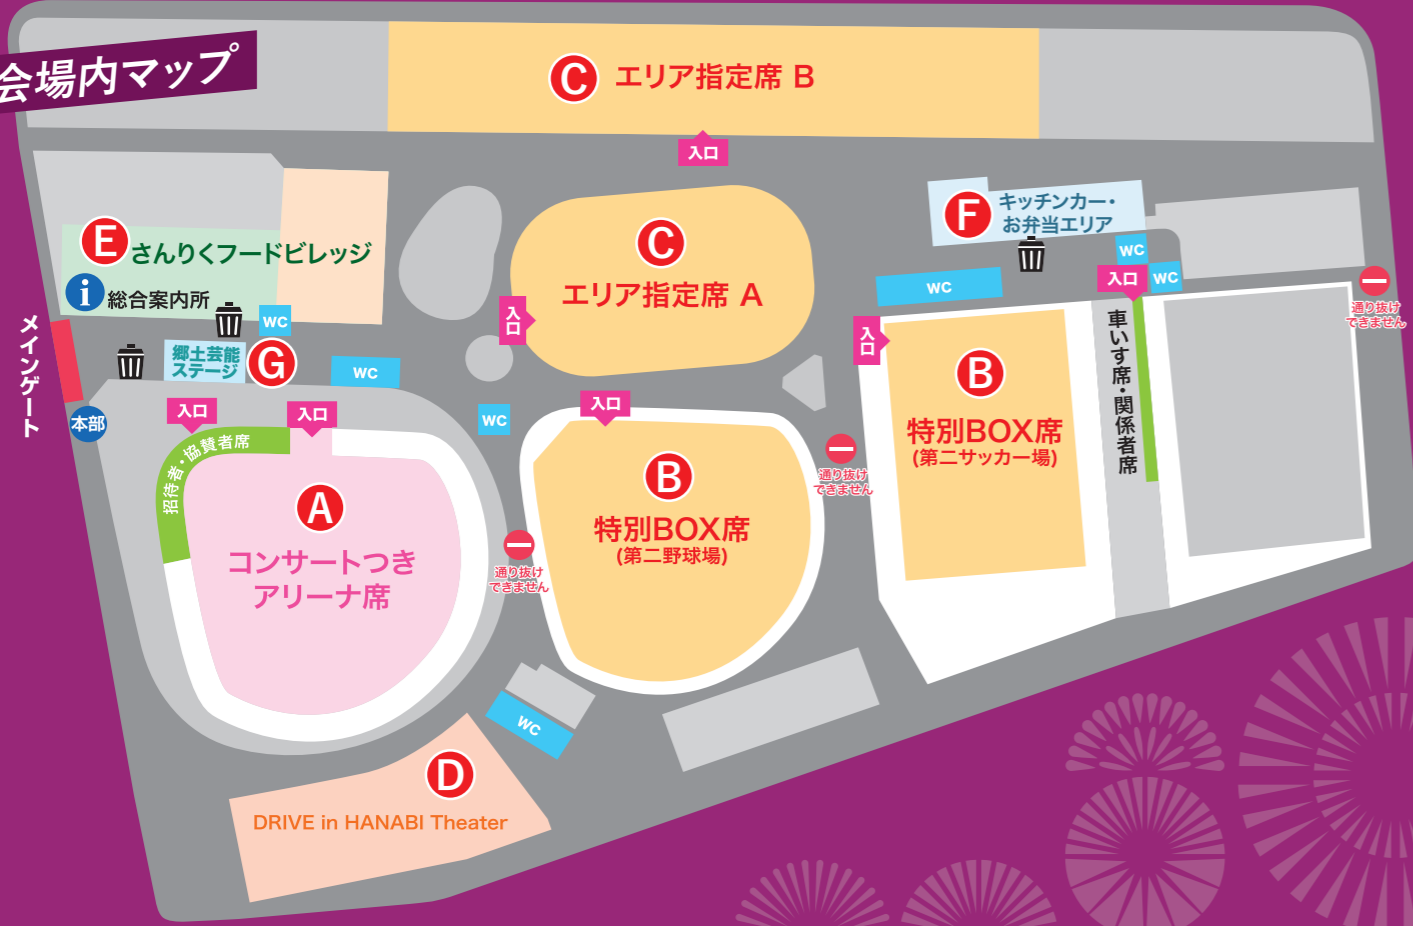 会場内マップ
C エリア指定席 B
入口
E さんりくフードビレッジ
i 総合案内所
WC
メインゲート
本部
郷土芸能
ステージ
G
WC
入口
入口
招待者・協賛者席
A
コンサートつき
アリーナ席
C
エリア指定席 A
入口
WC
入口
B
特別BOX席
(第二野球場)
通り抜け
できません
通り抜け
できません
F キッチンカー・
お弁当エリア
WC
WC
WC
入口
入口
B
特別BOX席
(第二サッカー場)
車いす席・関係者席
通り抜け
できません
WC
D
DRIVE in HANABI Theater